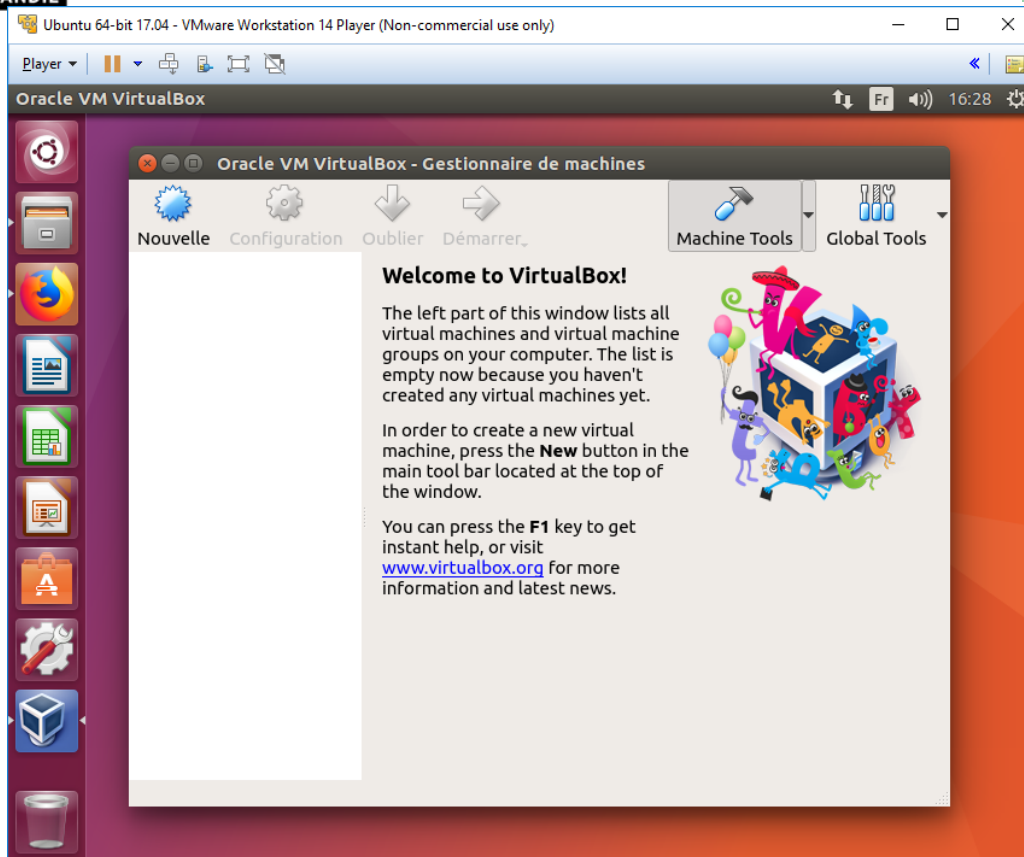 Ubuntu 64-bit 17.04 - VMware Workstation 14 Player (Non-commercial use only)
Player
Oracle VM VirtualBox
Fr
16:28
Oracle VM VirtualBox - Gestionnaire de machines
Nouvelle
Configuration
Oublier
Démarrer
Machine Tools
Global Tools
Welcome to VirtualBox!
The left part of this window lists all
virtual machines and virtual machine
groups on your computer. The list is
empty now because you haven't
created any virtual machines yet.
In order to create a new virtual
machine, press the New button in the
main tool bar located at the top of
the window.
You can press the F1 key to get
instant help, or visit
www.virtualbox.org for more
information and latest news.